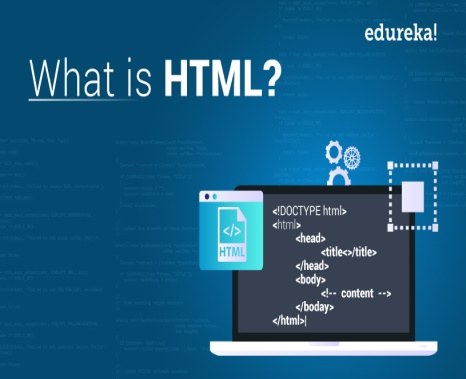 edureka!
What is HTML?
</>
HTML
<!DOCTYPE html>
<html>
<head>
<title<>/title>
</head>
<body>
<!-- content -->
</boday>
</html>|